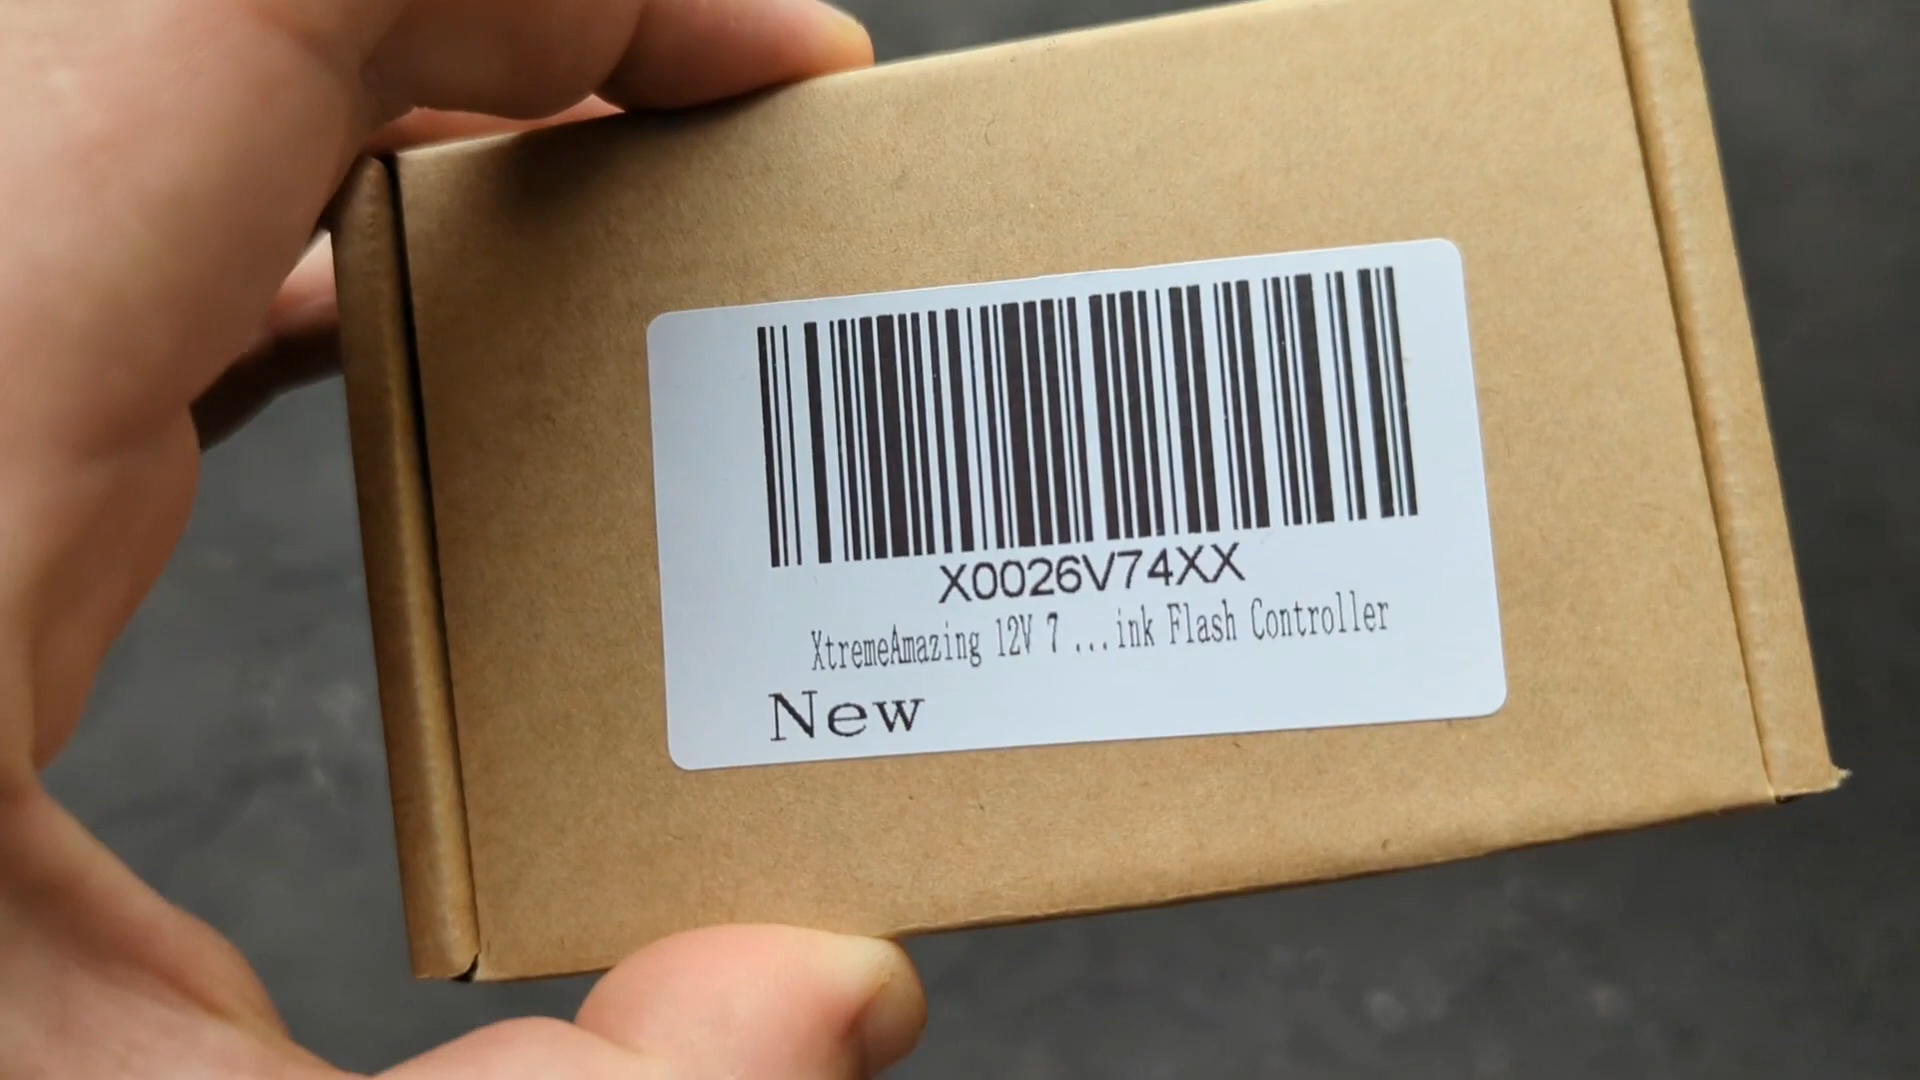 X0026V74XX
XtremeAmazing 12V 7 ...ink Flash Controller
New